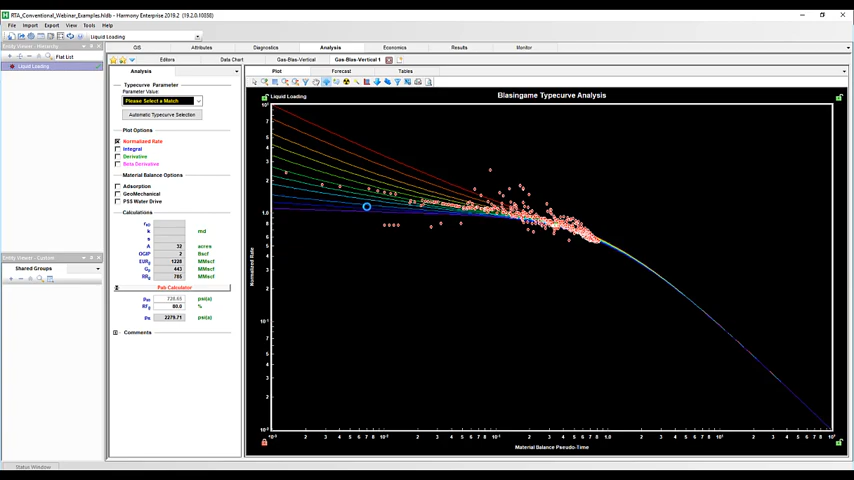 RTA_Conventional_Webinar_Examples.hldb - Harmony Enterprise 2019.2 (19.2.0.10038)
File Import Export View Tools Help
Liquid Loading
Entity Viewer - Hierarchy
Flat List
Liquid Loading
GIS Attributes Diagnostics Analysis Economics Results Monitor
Editors Data Chart Gas-Blas-Vertical Gas-Blas-Vertical 1
Analysis
Plot Forecast Tables
Typecurve Parameter
Parameter Value:
Please Select a Match
Automatic Typecurve Selection
Plot Options
Normalized Rate
Integral
Derivative
Beta Derivative
Material Balance Options
Adsorption
GeoMechanical
PSS Water Drive
Calculations
k md
s
A 32 acres
OGIP 2 Bscf
EUR 1228 MMscf
443 MMscf
RR 785 MMscf
Pab Calculator
psi(a)
RF 80.0 %
2279.71 psi(a)
Comments
Entity Viewer - Custom
Shared Groups
Status Window
Liquid Loading
Blasingame Typecurve Analysis
Normalized Rate
Material Balance Pseudo-Time